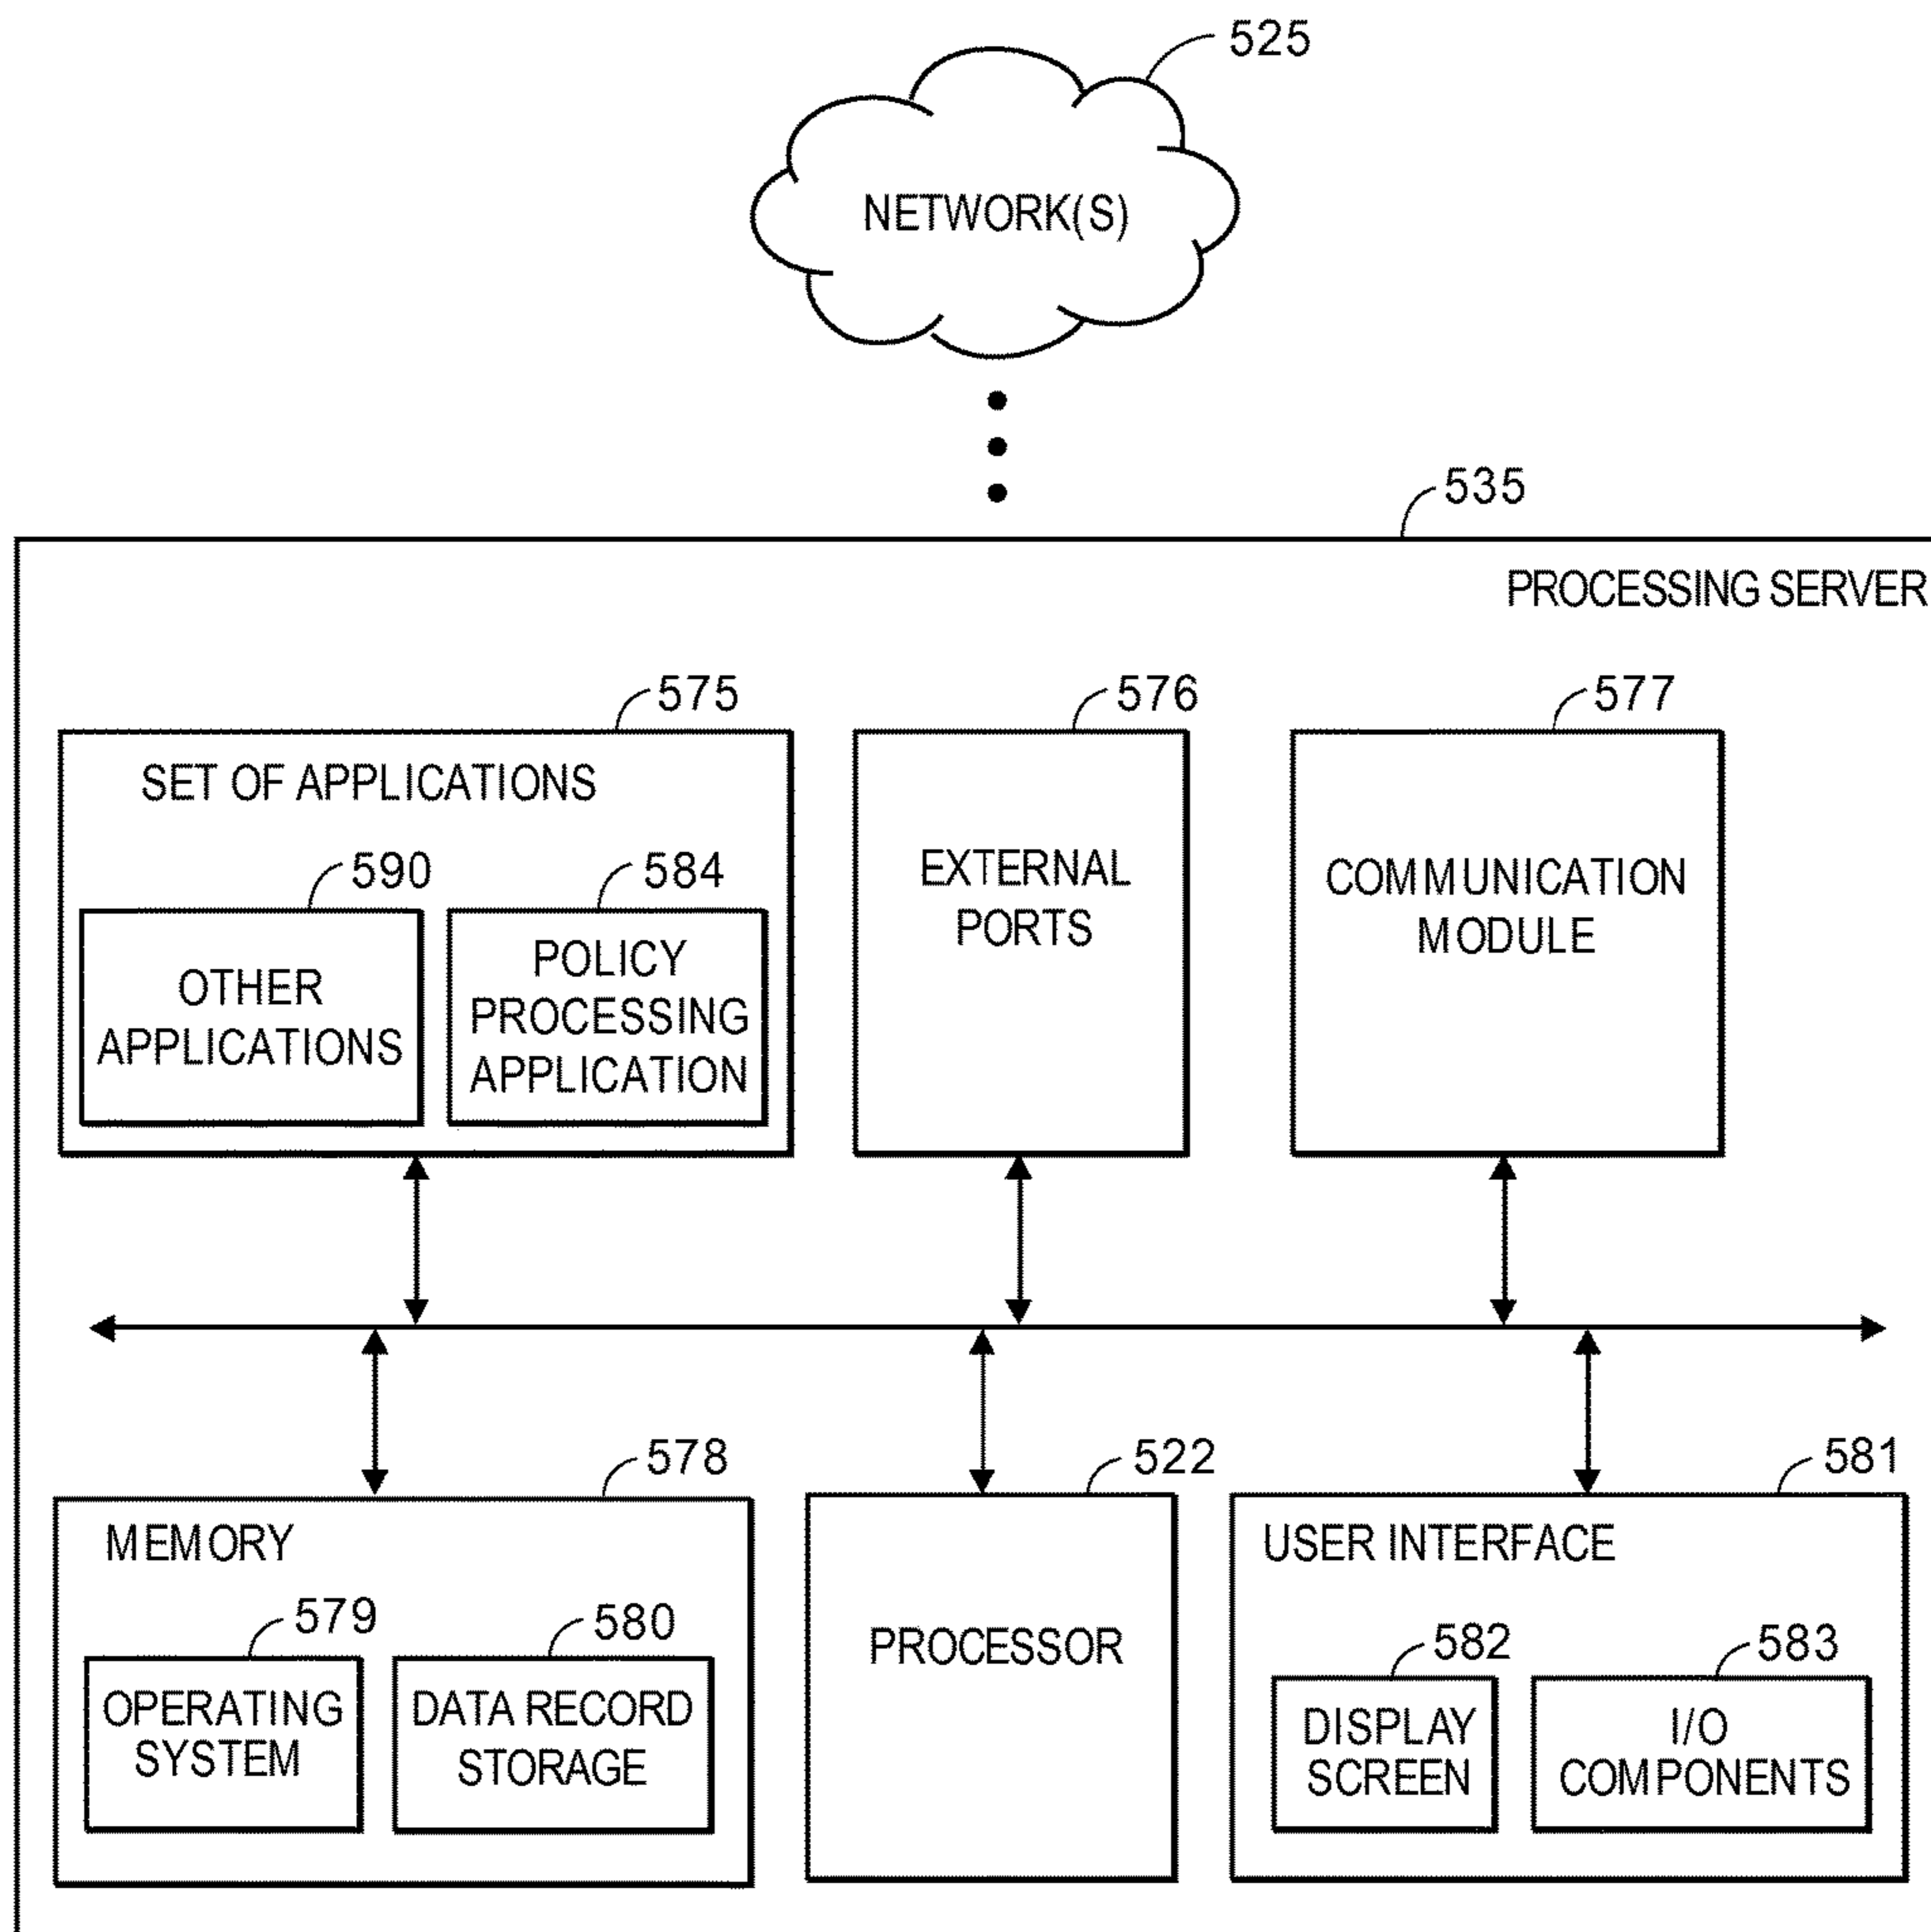 525
NETWORK(S)
535
PROCESSING SERVER
575
576
577
SET OF APPLICATIONS
590
584
OTHER
APPLICATIONS
POLICY
PROCESSING
APPLICATION
EXTERNAL
PORTS
COMMUNICATION
MODULE
578
522
581
MEMORY
579
580
OPERATING
SYSTEM
DATA RECORD
STORAGE
PROCESSOR
USER INTERFACE
582
583
DISPLAY
SCREEN
I/O
COMPONENTS